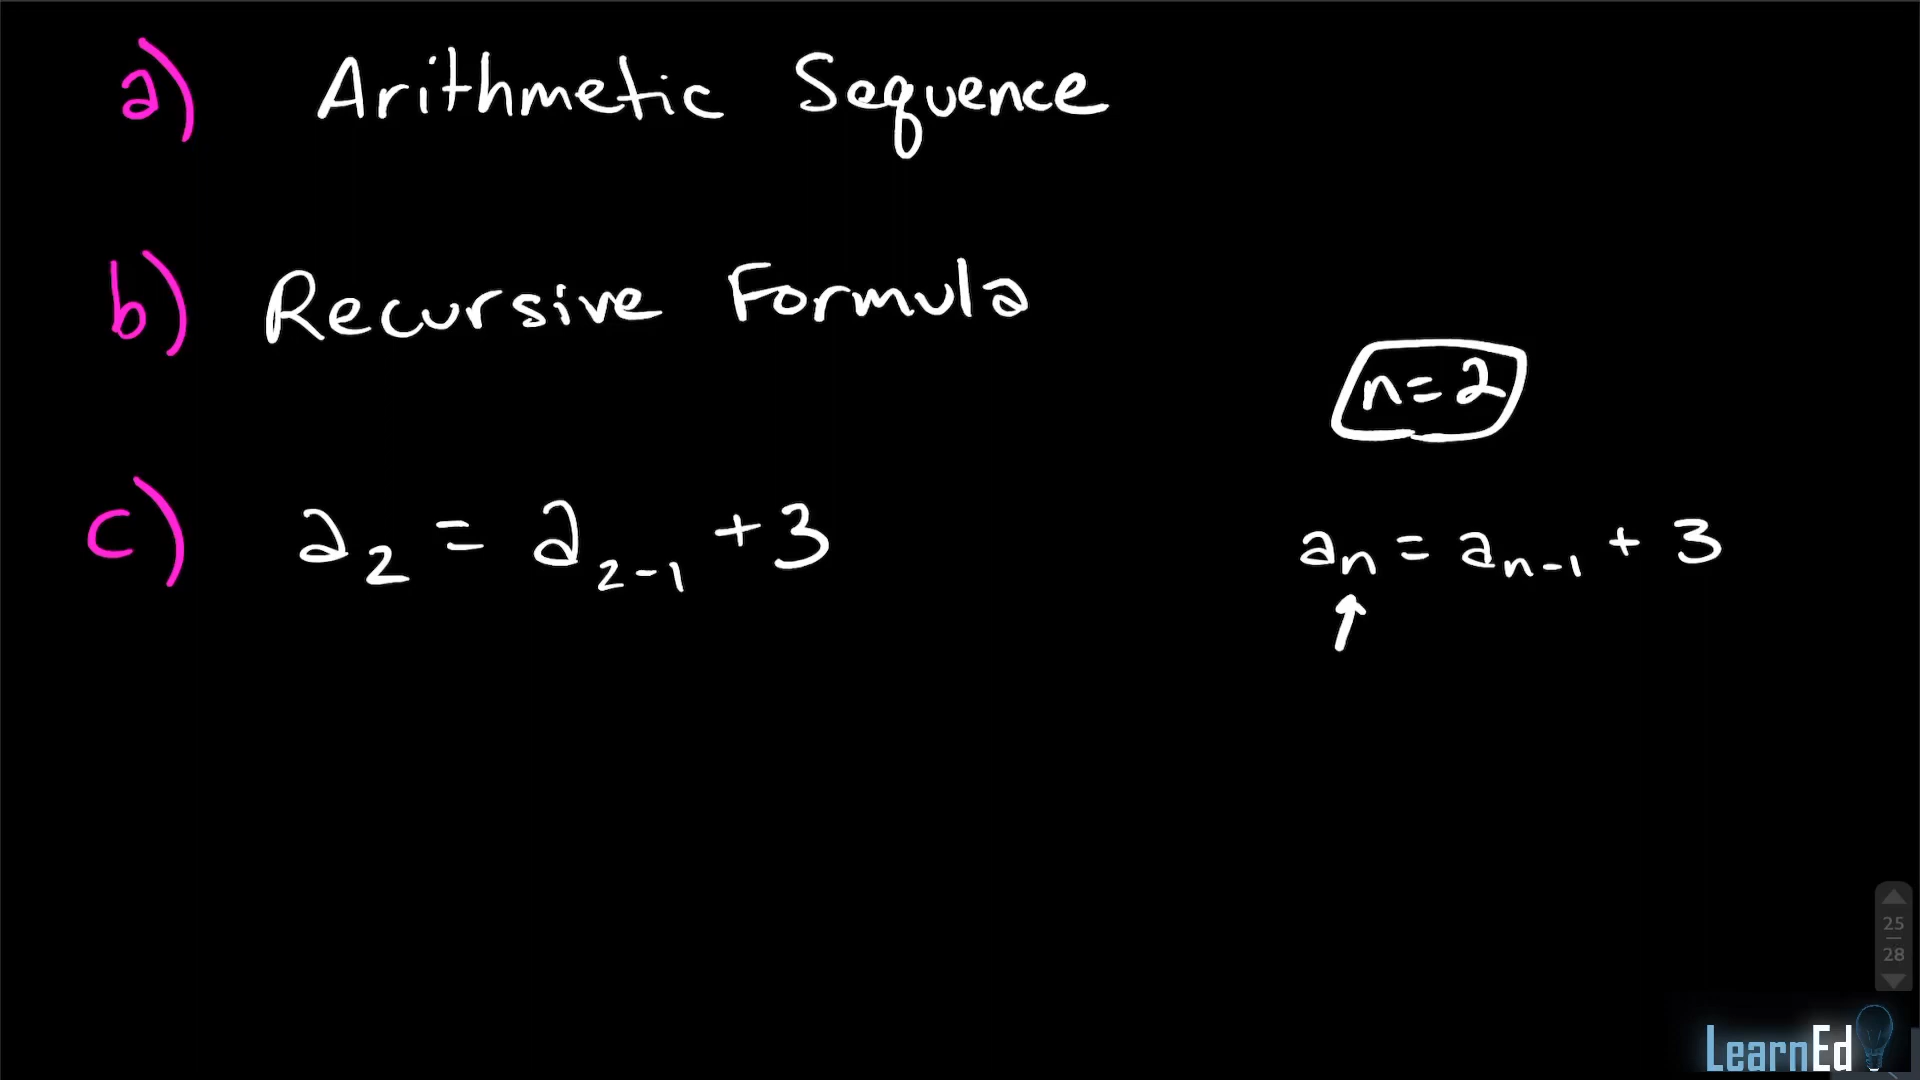 a) Arithmetic Sequence
b) Recursive Formula
n=2
c) a₂ = a₂₋₁ +3
aₙ = aₙ₋₁ + 3
25
28
LearnEd